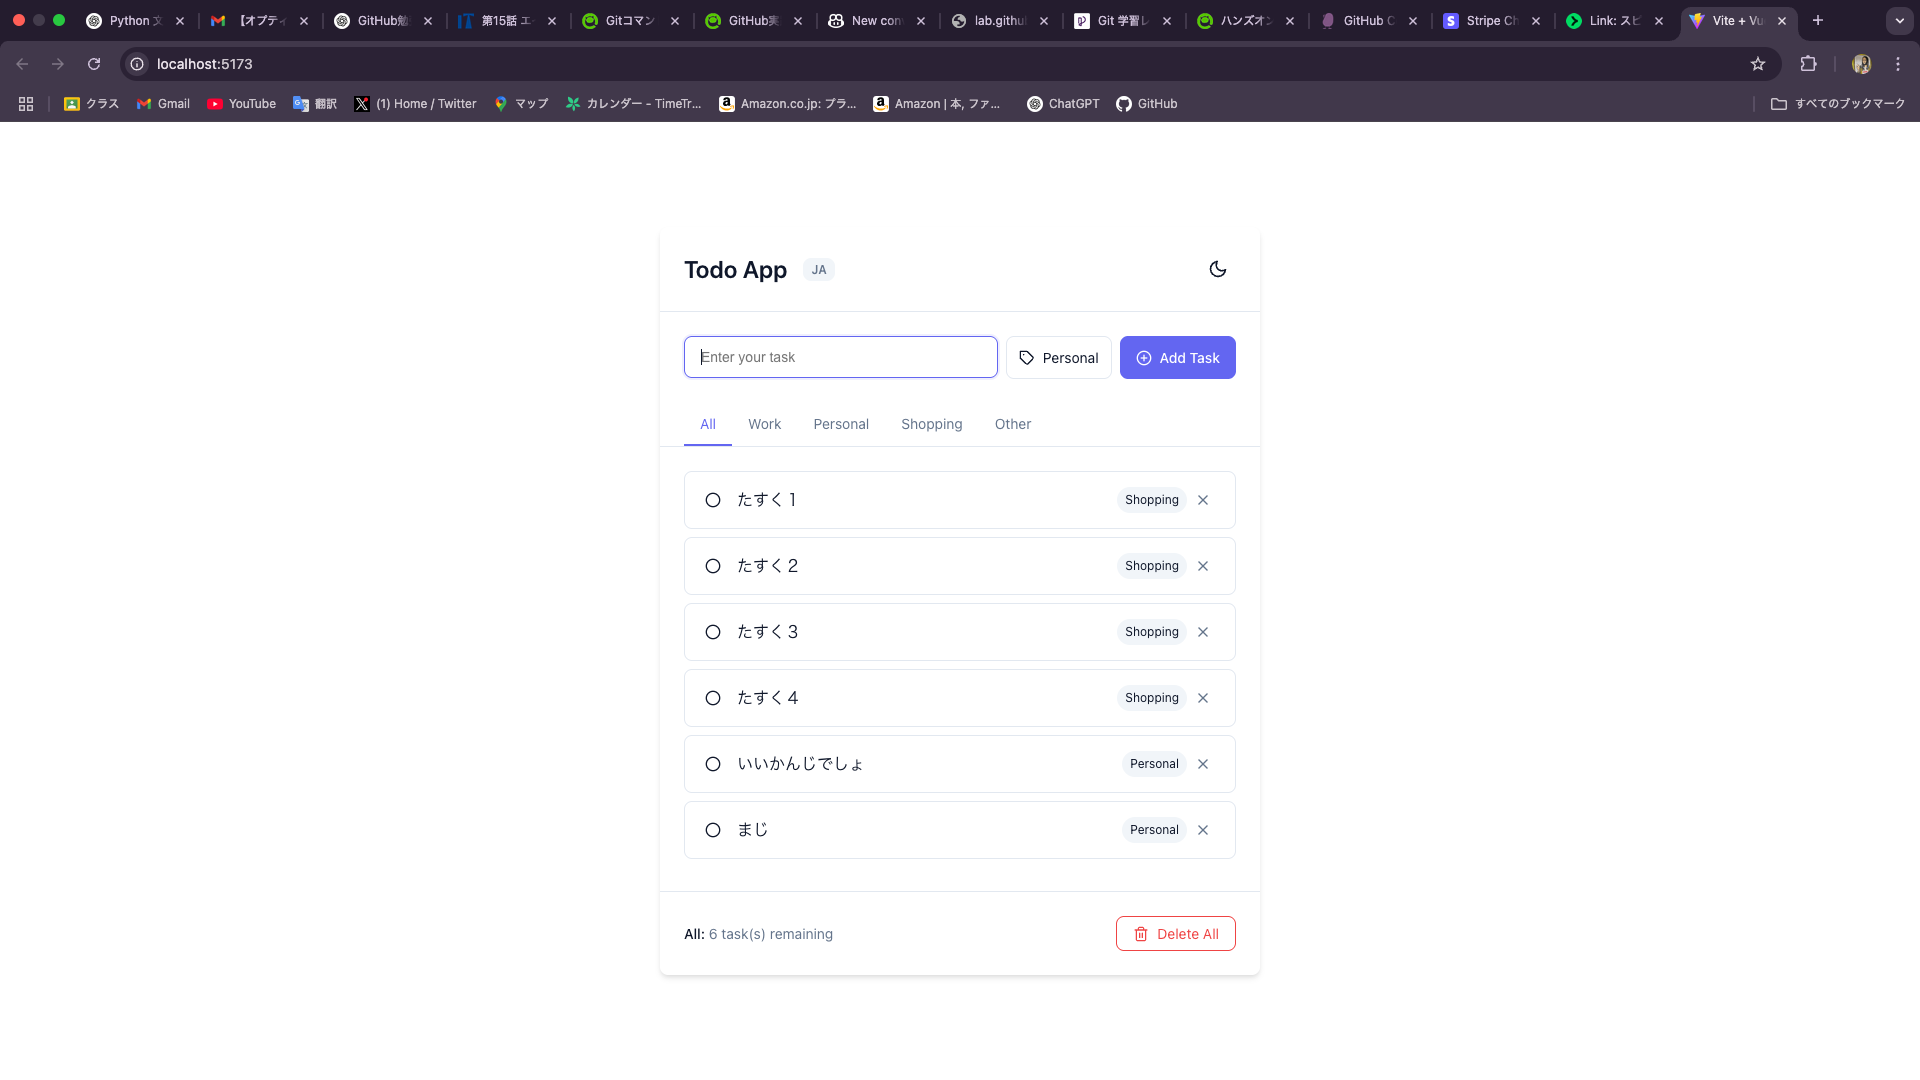 Python 文
【オプティ
GitHub勉
第15話 エ
Gitコマン
GitHub実
New con
lab.githu
Git 学習レ
ハンズオン
GitHub C
Stripe Ch
Link: スピ
Vite + Vu
localhost:5173
クラス
Gmail
YouTube
翻訳
(1) Home / Twitter
マップ
カレンダー - TimeTr...
Amazon.co.jp: プラ...
Amazon | 本, ファ...
ChatGPT
GitHub
すべてのブックマーク
Todo App JA
Enter your task
Personal
Add Task
All Work Personal Shopping Other
たすく１ Shopping
たすく２ Shopping
たすく３ Shopping
たすく４ Shopping
いいかんじでしょ Personal
まじ Personal
All: 6 task(s) remaining
Delete All